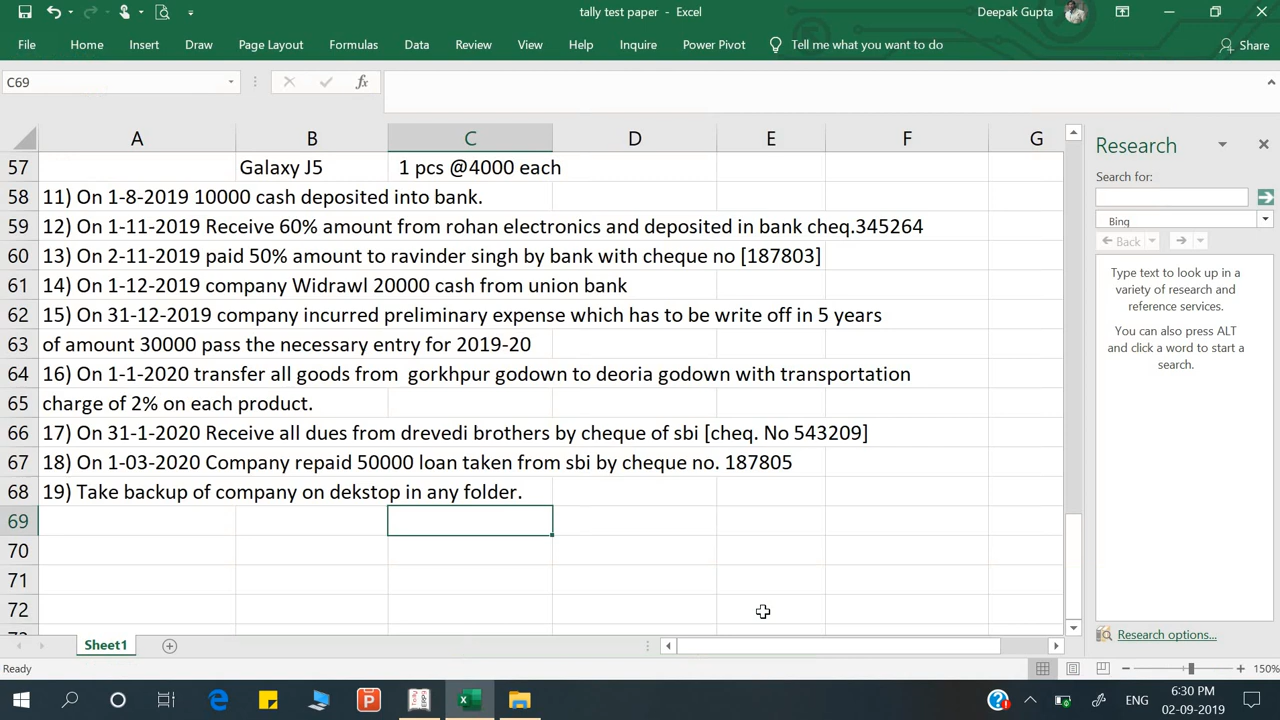 tally test paper - Excel
Deepak Gupta
File Home Insert Draw Page Layout Formulas Data Review View Help Inquire Power Pivot Tell me what you want to do Share
C69 fx
A B C D E F G
57 Galaxy J5 1 pcs @4000 each
58 11) On 1-8-2019 10000 cash deposited into bank.
59 12) On 1-11-2019 Receive 60% amount from rohan electronics and deposited in bank cheq.345264
60 13) On 2-11-2019 paid 50% amount to ravinder singh by bank with cheque no [187803]
61 14) On 1-12-2019 company Widrawl 20000 cash from union bank
62 15) On 31-12-2019 company incurred preliminary expense which has to be write off in 5 years
63 of amount 30000 pass the necessary entry for 2019-20
64 16) On 1-1-2020 transfer all goods from  gorkhpur godown to deoria godown with transportation
65 charge of 2% on each product.
66 17) On 31-1-2020 Receive all dues from drevedi brothers by cheque of sbi [cheq. No 543209]
67 18) On 1-03-2020 Company repaid 50000 loan taken from sbi by cheque no. 187805
68 19) Take backup of company on dekstop in any folder.
69
70
71
72
Research
Search for:
Bing
Back
Type text to look up in a
variety of research and
reference services.
You can also press ALT
and click a word to start a
search.
Research options...
Sheet1
Ready
150%
ENG
6:30 PM
02-09-2019